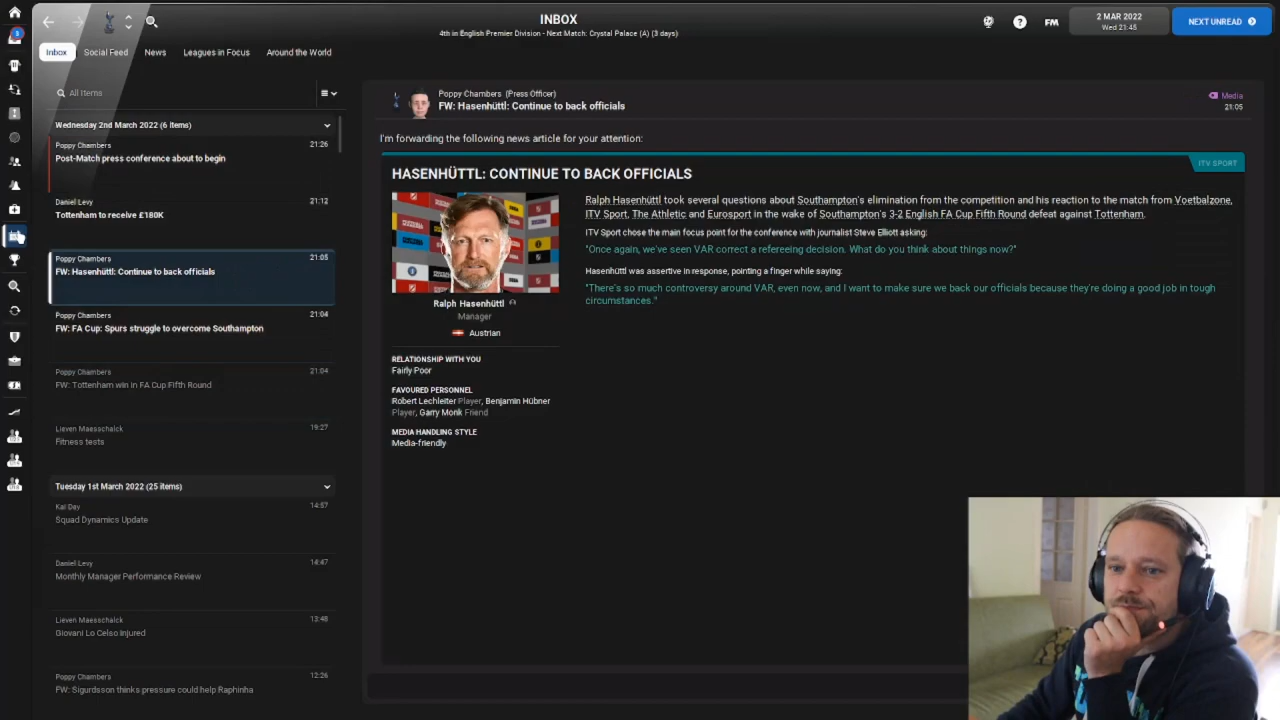 INBOX
4th in English Premier Division - Next Match: Crystal Palace (A) (3 days)
FM
2 MAR 2022
Wed 21:45
NEXT UNREAD
Inbox
Social Feed
News
Leagues in Focus
Around the World
All Items
Wednesday 2nd March 2022 (6 items)
Poppy Chambers
21:26
Post-Match press conference about to begin
Daniel Levy
21:12
Tottenham to receive £180K
Poppy Chambers
21:05
FW: Hasenhüttl: Continue to back officials
Poppy Chambers
21:04
FW: FA Cup: Spurs struggle to overcome Southampton
Poppy Chambers
21:04
FW: Tottenham win in FA Cup Fifth Round
Lieven Maesschalck
19:27
Fitness tests
Tuesday 1st March 2022 (25 items)
Kai Day
14:57
Squad Dynamics Update
Daniel Levy
14:47
Monthly Manager Performance Review
Lieven Maesschalck
13:48
Giovani Lo Celso Injured
Poppy Chambers
12:26
FW: Sigurdsson thinks pressure could help Raphinha
Poppy Chambers (Press Officer)
FW: Hasenhüttl: Continue to back officials
Media
21:05
I'm forwarding the following news article for your attention:
ITV SPORT
HASENHÜTTL: CONTINUE TO BACK OFFICIALS
Ralph Hasenhüttl
Manager
Austrian
RELATIONSHIP WITH YOU
Fairly Poor
FAVOURED PERSONNEL
Robert Lechleiter Player, Benjamin Hübner
Player, Garry Monk Friend
MEDIA HANDLING STYLE
Media-friendly
Ralph Hasenhüttl took several questions about Southampton's elimination from the competition and his reaction to the match from Voetbalzone,
ITV Sport, The Athletic and Eurosport in the wake of Southampton's 3-2 English FA Cup Fifth Round defeat against Tottenham.
ITV Sport chose the main focus point for the conference with journalist Steve Elliott asking:
"Once again, we've seen VAR correct a refereeing decision. What do you think about things now?"
Hasenhüttl was assertive in response, pointing a finger while saying:
"There's so much controversy around VAR, even now, and I want to make sure we back our officials because they're doing a good job in tough
circumstances."